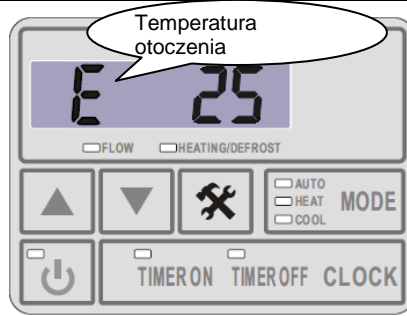 Temperatura
otoczenia
E 25
FLOW HEATING/DEFROST
AUTO
HEAT
COOL
MODE
TIMER ON TIMER OFF CLOCK